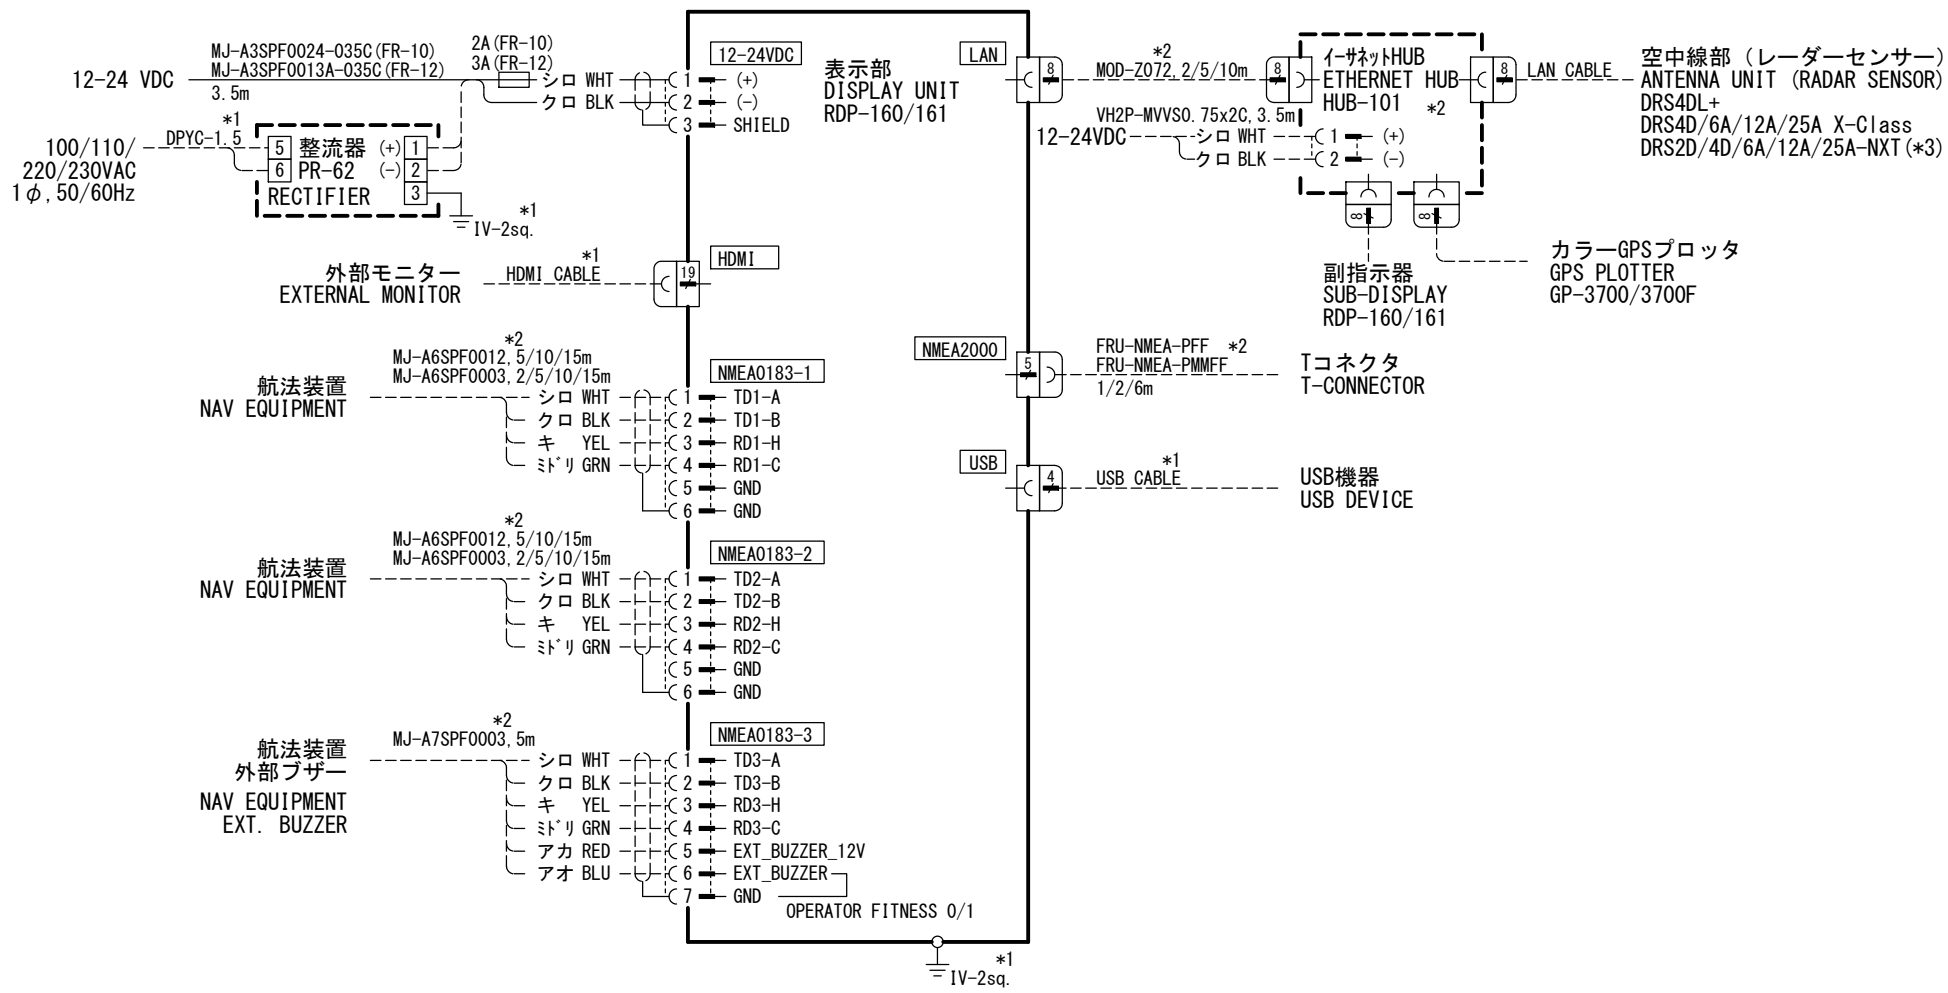 MJ-A3SPF0024-035C(FR-10)
MJ-A3SPF0013A-035C(FR-12)
3.5m
12-24 VDC
2A(FR-10)
3A(FR-12)
シロ WHT
クロ BLK
12-24VDC
1 (+)
2 (-)
3 SHIELD
表示部
DISPLAY UNIT
RDP-160/161
100/110/
220/230VAC
1φ,50/60Hz
*1
DPYC-1.5
5 整流器 (+) 1
6 PR-62 (-) 2
RECTIFIER 3
*1
IV-2sq.
外部モニター
EXTERNAL MONITOR
*1
HDMI CABLE
19
HDMI
航法装置
NAV EQUIPMENT
*2
MJ-A6SPF0012,5/10/15m
MJ-A6SPF0003,2/5/10/15m
NMEA0183-1
シロ WHT 1 TD1-A
クロ BLK 2 TD1-B
キ YEL 3 RD1-H
ミドリ GRN 4 RD1-C
5 GND
6 GND
航法装置
NAV EQUIPMENT
*2
MJ-A6SPF0012,5/10/15m
MJ-A6SPF0003,2/5/10/15m
NMEA0183-2
シロ WHT 1 TD2-A
クロ BLK 2 TD2-B
キ YEL 3 RD2-H
ミドリ GRN 4 RD2-C
5 GND
6 GND
航法装置
外部ブザー
NAV EQUIPMENT
EXT. BUZZER
*2
MJ-A7SPF0003,5m
NMEA0183-3
シロ WHT 1 TD3-A
クロ BLK 2 TD3-B
キ YEL 3 RD3-H
ミドリ GRN 4 RD3-C
アカ RED 5 EXT_BUZZER_12V
アオ BLU 6 EXT_BUZZER
7 GND
OPERATOR FITNESS 0/1
*1
IV-2sq.
LAN
8
*2
MOD-Z072,2/5/10m
8
イーサネットHUB
ETHERNET HUB
HUB-101
*2
8
LAN CABLE
空中線部 (レーダーセンサー)
ANTENNA UNIT (RADAR SENSOR)
DRS4DL+
DRS4D/6A/12A/25A X-Class
DRS2D/4D/6A/12A/25A-NXT(*3)
VH2P-MVVS0.75x2C,3.5m
12-24VDC
シロ WHT 1 (+)
クロ BLK 2 (-)
8
8
副指示器
SUB-DISPLAY
RDP-160/161
カラーGPSプロッタ
GPS PLOTTER
GP-3700/3700F
NMEA2000
5
FRU-NMEA-PFF *2
FRU-NMEA-PMMFF
1/2/6m
Tコネクタ
T-CONNECTOR
USB
4
*1
USB CABLE
USB機器
USB DEVICE